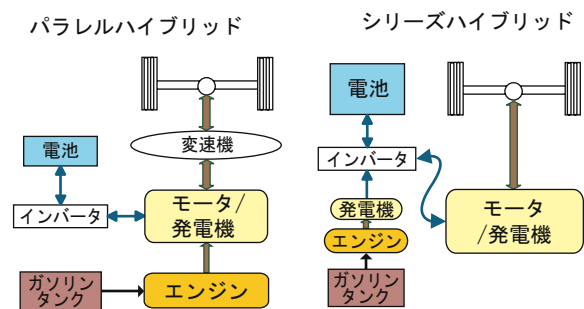 パラレルハイブリッド
変速機
電池
インバータ
モータ/
発電機
ガソリン
タンク
エンジン
シリーズハイブリッド
電池
インバータ
発電機
エンジン
ガソリン
タンク
モータ
/発電機